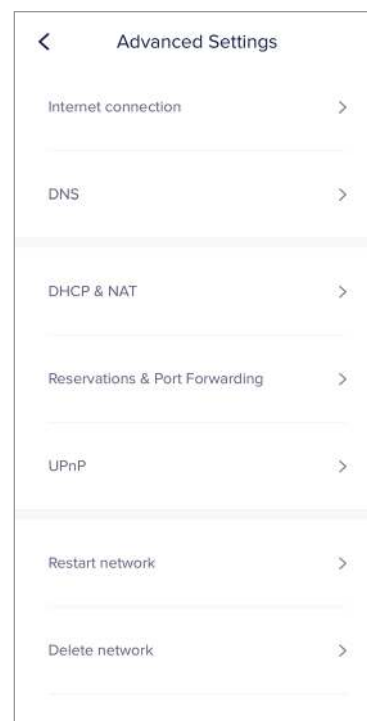 Advanced Settings
Internet connection
DNS
DHCP & NAT
Reservations & Port Forwarding
UPnP
Restart network
Delete network